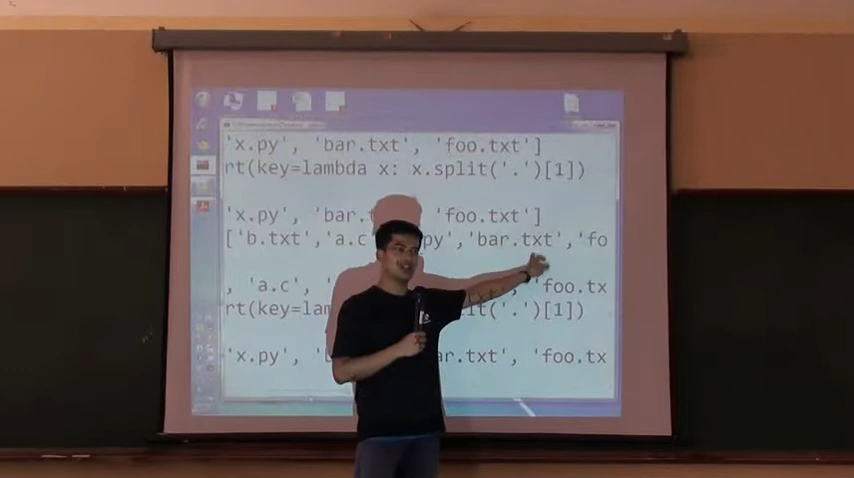 'x.py', 'bar.txt', 'foo.txt']
rt(key=lambda x: x.split('.')[1])
'x.py', 'bar. 'foo.txt']
['b.txt','a.c py','bar.txt','fo
, 'a.c', 'foo.tx
rt(key=lam it('.')[1])
'x.py', ar.txt', 'foo.tx